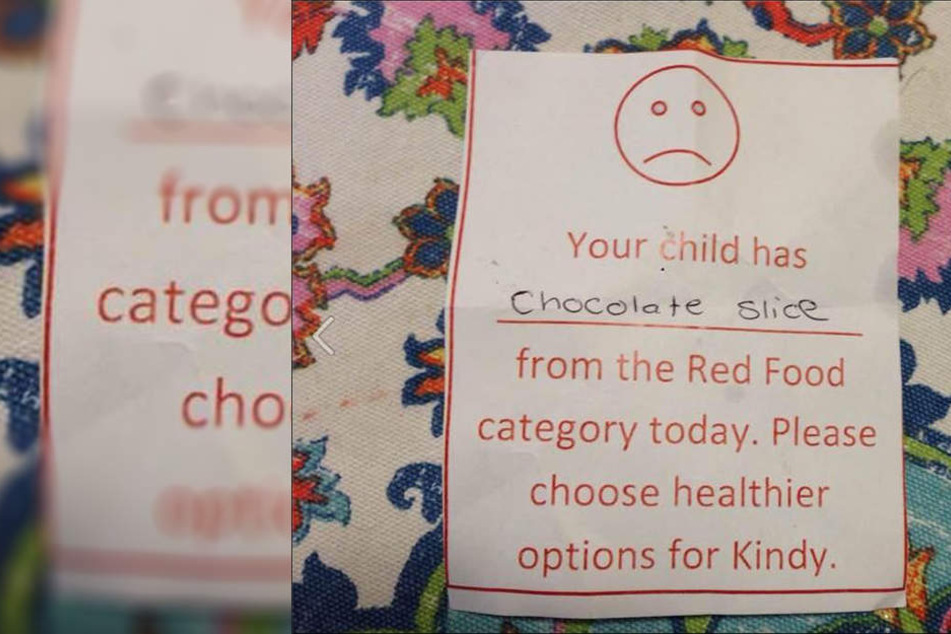 from
catego
cho
Your child has
Chocolate slice
from the Red Food
category today. Please
choose healthier
options for Kindy.